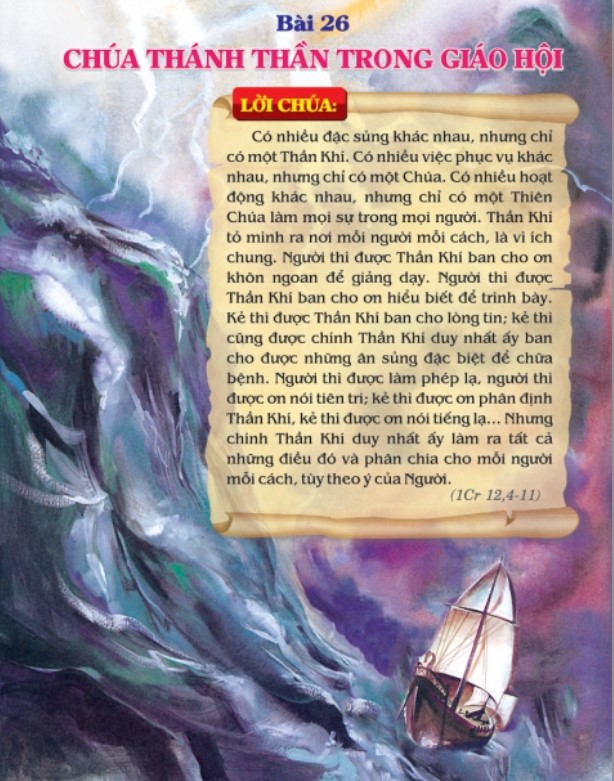 Bài 26
CHÚA THÁNH THẦN TRONG GIÁO HỘI
LỜI CHÚA:
Có nhiều đặc sủng khác nhau, nhưng chỉ
có một Thần Khí. Có nhiều việc phục vụ khác
nhau, nhưng chỉ có một Chúa. Có nhiều hoạt
động khác nhau, nhưng chỉ có một Thiên
Chúa làm mọi sự trong mọi người. Thần Khí
tỏ mình ra nơi mỗi người mỗi cách, là vì ích
chung. Người thì được Thần Khí ban cho ơn
khôn ngoan để giảng dạy. Người thì được
Thần Khí ban cho ơn hiểu biết để trình bày.
Kẻ thì được Thần Khí ban cho lòng tin; kẻ thì
cũng được chính Thần Khí duy nhất ấy ban
cho được những ân sủng đặc biệt để chữa
bệnh. Người thì được làm phép lạ, người thì
được ơn nói tiên tri; kẻ thì được ơn phân định
Thần Khí, kẻ thì được ơn nói tiếng lạ... Nhưng
chính Thần Khí duy nhất ấy làm ra tất cả
những điều đó và phân chia cho mỗi người
mỗi cách, tùy theo ý của Người.
(1Cr 12,4-11)